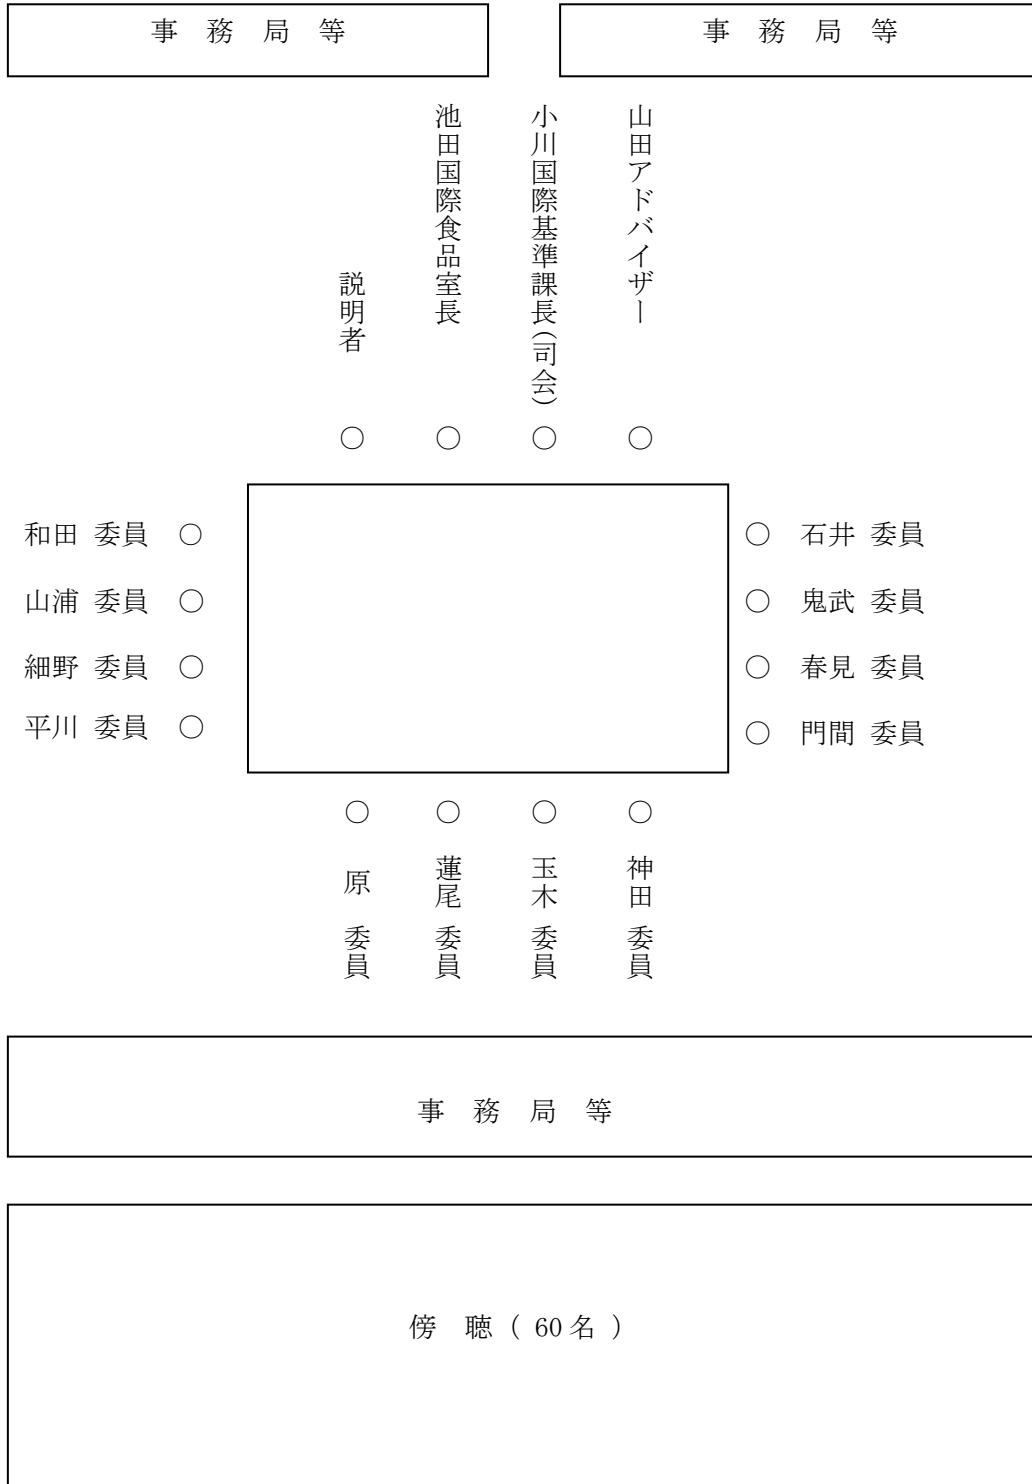 事 務 局 等
事 務 局 等
山田アドバイザー
小川国際基準課長（司会）
池田国際食品室長
説明者
○ ○ ○ ○
和田 委員 ○
○ 石井 委員
山浦 委員 ○
○ 鬼武 委員
細野 委員 ○
○ 春見 委員
平川 委員 ○
○ 門間 委員
○ ○ ○ ○
神田 委員
玉木 委員
蓮尾 委員
原 委員
事 務 局 等
傍 聴（ 60名 ）